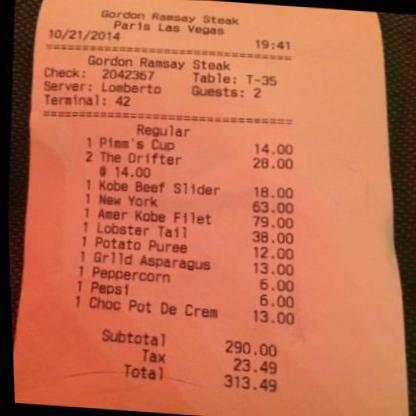 Gordon Ramsay Steak
Paris Las Vegas
10/21/2014 19:41
Gordon Ramsay Steak
Check: 2042367 Table: T-35
Server: Lomberto Guests: 2
Terminal: 42
Regular
1 Pimm's Cup 14.00
2 The Drifter 28.00
@ 14.00
1 Kobe Beef Slider 18.00
1 New York 63.00
1 Amer Kobe Filet 79.00
1 Lobster Tail 38.00
1 Potato Puree 12.00
1 Grlld Asparagus 13.00
1 Peppercorn 6.00
1 Pepsi 6.00
1 Choc Pot De Crem 13.00
Subtotal 290.00
Tax 23.49
Total 313.49